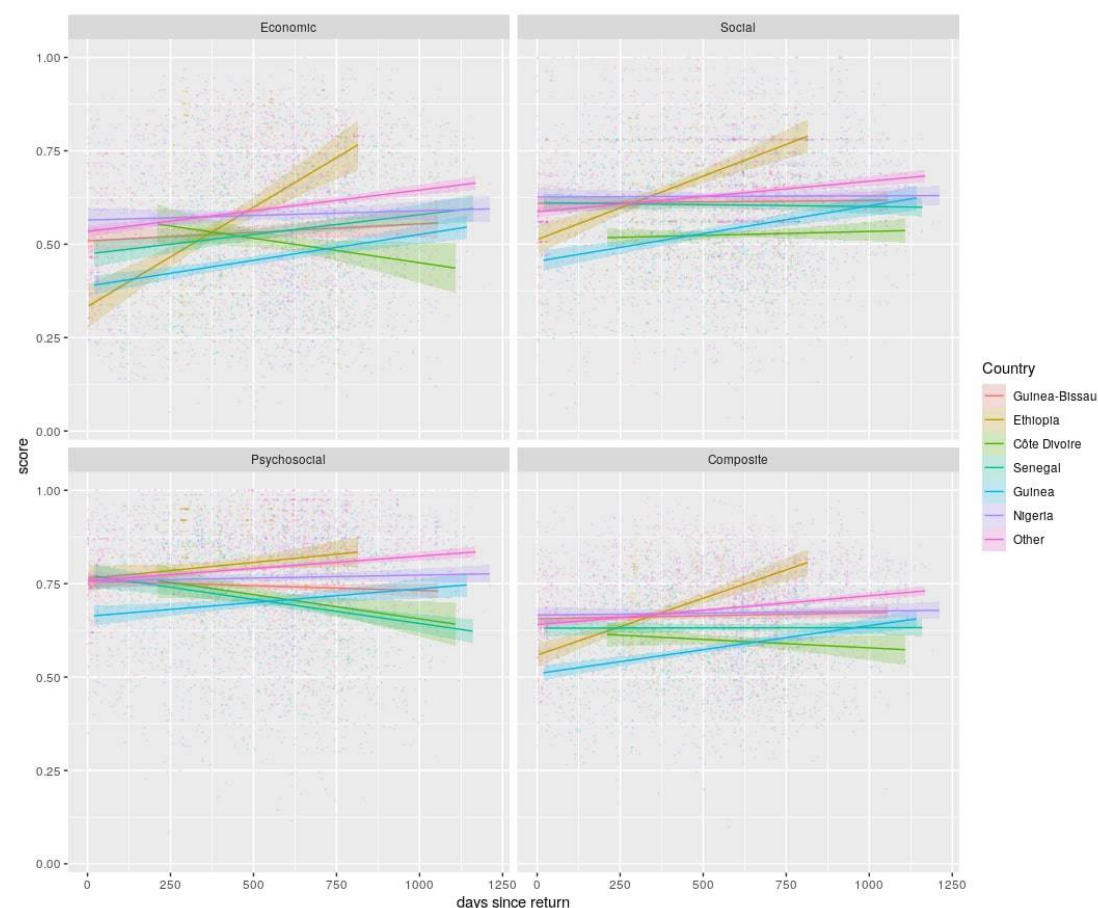 Economic
Social
1.00
0.75
0.50
0.25
0.00
Psychosocial
Composite
1.00
0.75
0.50
0.25
0.00
0
250
500
750
1000
1250
0
250
500
750
1000
1250
days since return
score
Country
Guinea-Bissau
Ethiopia
Côte DIvoire
Senegal
Guinea
Nigeria
Other